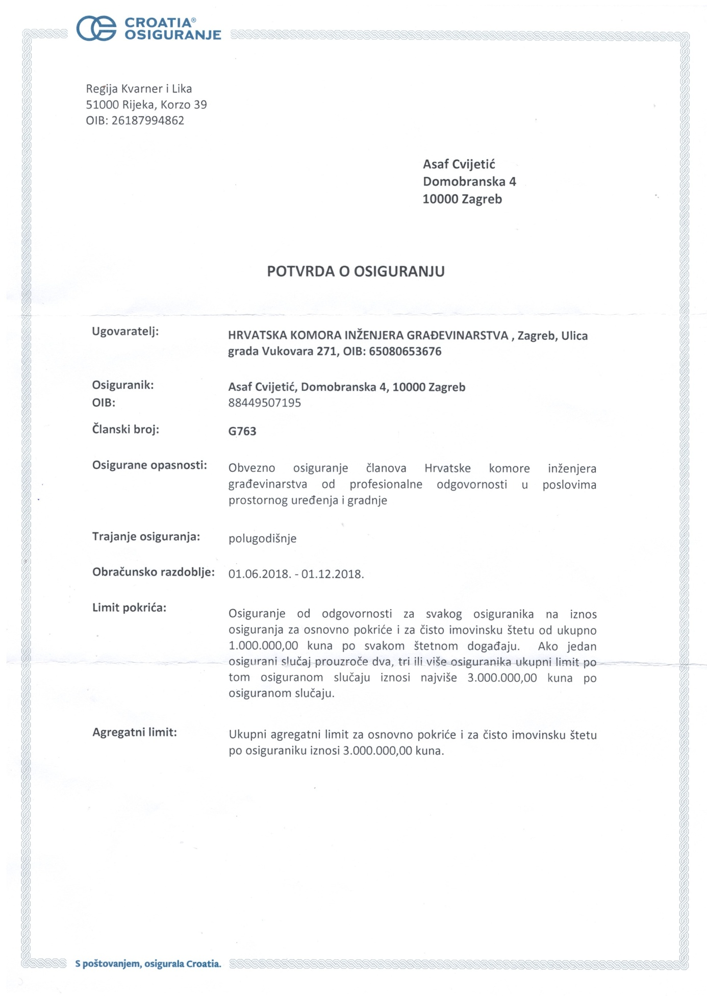 CROATIA®
OSIGURANJE
Regija Kvarner i Lika
51000 Rijeka, Korzo 39
OIB: 26187994862
Asaf Cvijetić
Domobranska 4
10000 Zagreb
POTVRDA O OSIGURANJU
Ugovaratelj: HRVATSKA KOMORA INŽENJERA GRAĐEVINARSTVA , Zagreb, Ulica
grada Vukovara 271, OIB: 65080653676
Osiguranik: Asaf Cvijetić, Domobranska 4, 10000 Zagreb
OIB: 88449507195
Članski broj: G763
Osigurane opasnosti: Obvezno osiguranje članova Hrvatske komore inženjera
građevinarstva od profesionalne odgovornosti u poslovima
prostornog uređenja i gradnje
Trajanje osiguranja: polugodišnje
Obračunsko razdoblje: 01.06.2018. - 01.12.2018.
Limit pokrića: Osiguranje od odgovornosti za svakog osiguranika na iznos
osiguranja za osnovno pokriće i za čisto imovinsku štetu od ukupno
1.000.000,00 kuna po svakom štetnom događaju. Ako jedan
osigurani slučaj prouzroče dva, tri ili više osiguranika ukupni limit po
tom osiguranom slučaju iznosi najviše 3.000.000,00 kuna po
osiguranom slučaju.
Agregatni limit: Ukupni agregatni limit za osnovno pokriće i za čisto imovinsku štetu
po osiguraniku iznosi 3.000.000,00 kuna.
S poštovanjem, osigurala Croatia.